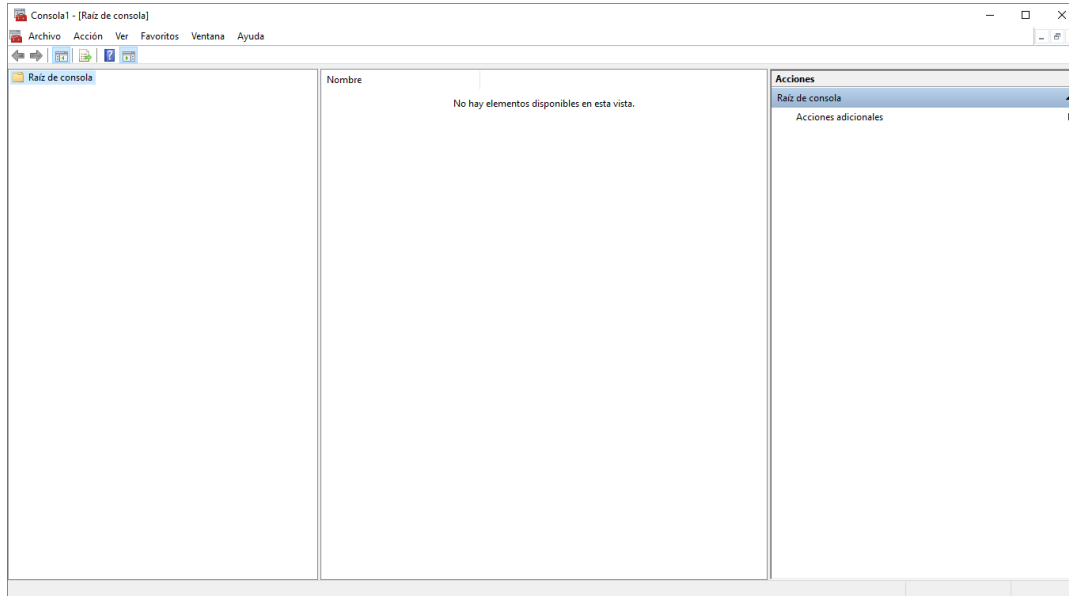 Consola1 - [Raíz de consola]
Archivo Acción Ver Favoritos Ventana Ayuda
Raíz de consola
Nombre
No hay elementos disponibles en esta vista.
Acciones
Raíz de consola
Acciones adicionales